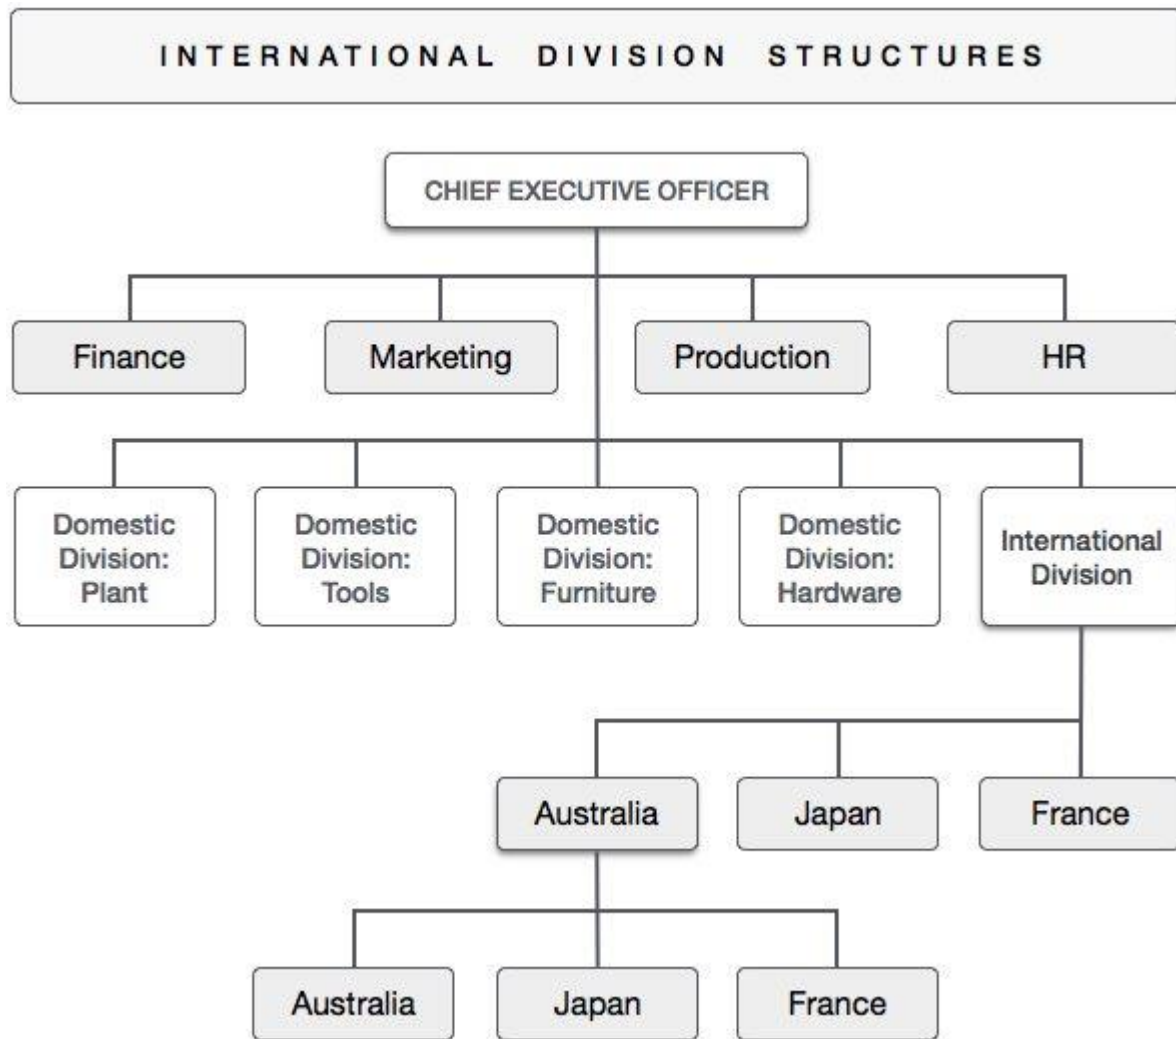 INTERNATIONAL DIVISION STRUCTURES
CHIEF EXECUTIVE OFFICER
Finance
Marketing
Production
HR
Domestic
Division:
Plant
Domestic
Division:
Tools
Domestic
Division:
Furniture
Domestic
Division:
Hardware
International
Division
Australia
Japan
France
Australia
Japan
France